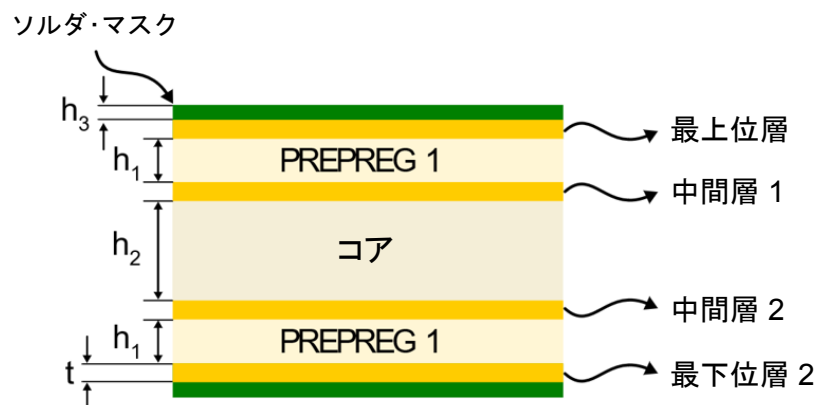 ソルダ・マスク
h3
最上位層
h1
PREPREG 1
中間層 1
h2
コア
中間層 2
h1
PREPREG 1
t
最下位層 2